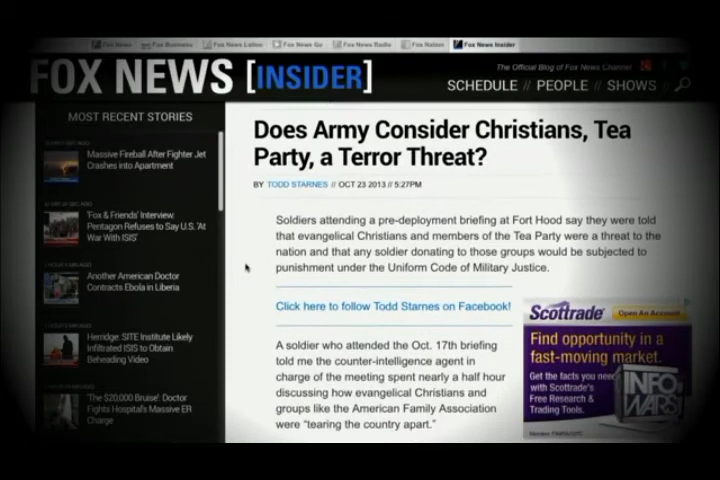 Fox News Fox Business Fox News Latino Fox News Go Fox News Radio Fox Nation Fox News Insider
The Official Blog of Fox News Channel
FOX NEWS [INSIDER]
SCHEDULE // PEOPLE // SHOWS //
MOST RECENT STORIES
Massive Fireball After Fighter Jet
Crashes into Apartment
'Fox & Friends' Interview:
Pentagon Refuses to Say U.S. 'At
War With ISIS'
Another American Doctor
Contracts Ebola in Liberia
Herridge: SITE Institute Likely
Infiltrated ISIS to Obtain
Beheading Video
'The $20,000 Bruise': Doctor
Fights Hospital's Massive ER
Charge
Does Army Consider Christians, Tea
Party, a Terror Threat?
BY TODD STARNES // OCT 23 2013 // 5:27PM
Soldiers attending a pre-deployment briefing at Fort Hood say they were told
that evangelical Christians and members of the Tea Party were a threat to the
nation and that any soldier donating to those groups would be subjected to
punishment under the Uniform Code of Military Justice.
Click here to follow Todd Starnes on Facebook!
A soldier who attended the Oct. 17th briefing
told me the counter-intelligence agent in
charge of the meeting spent nearly a half hour
discussing how evangelical Christians and
groups like the American Family Association
were “tearing the country apart.”
Scottrade Open An Account
Find opportunity in a
fast-moving market.
Get the facts you need
with Scottrade's
Free Research &
Trading Tools.
INFO
WARS